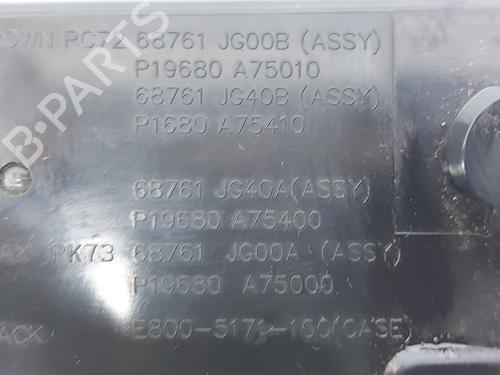 PC72 68761 JG00B (ASSY)
P19680 A75010
68761 JG40B (ASSY)
P1680 A75410
68761 JG40A(ASSY)
P19680 A75400
PK73 68761 JG00A (ASSY)
P19680 A75000
E800-5171-100(CASE)
B-PARTS